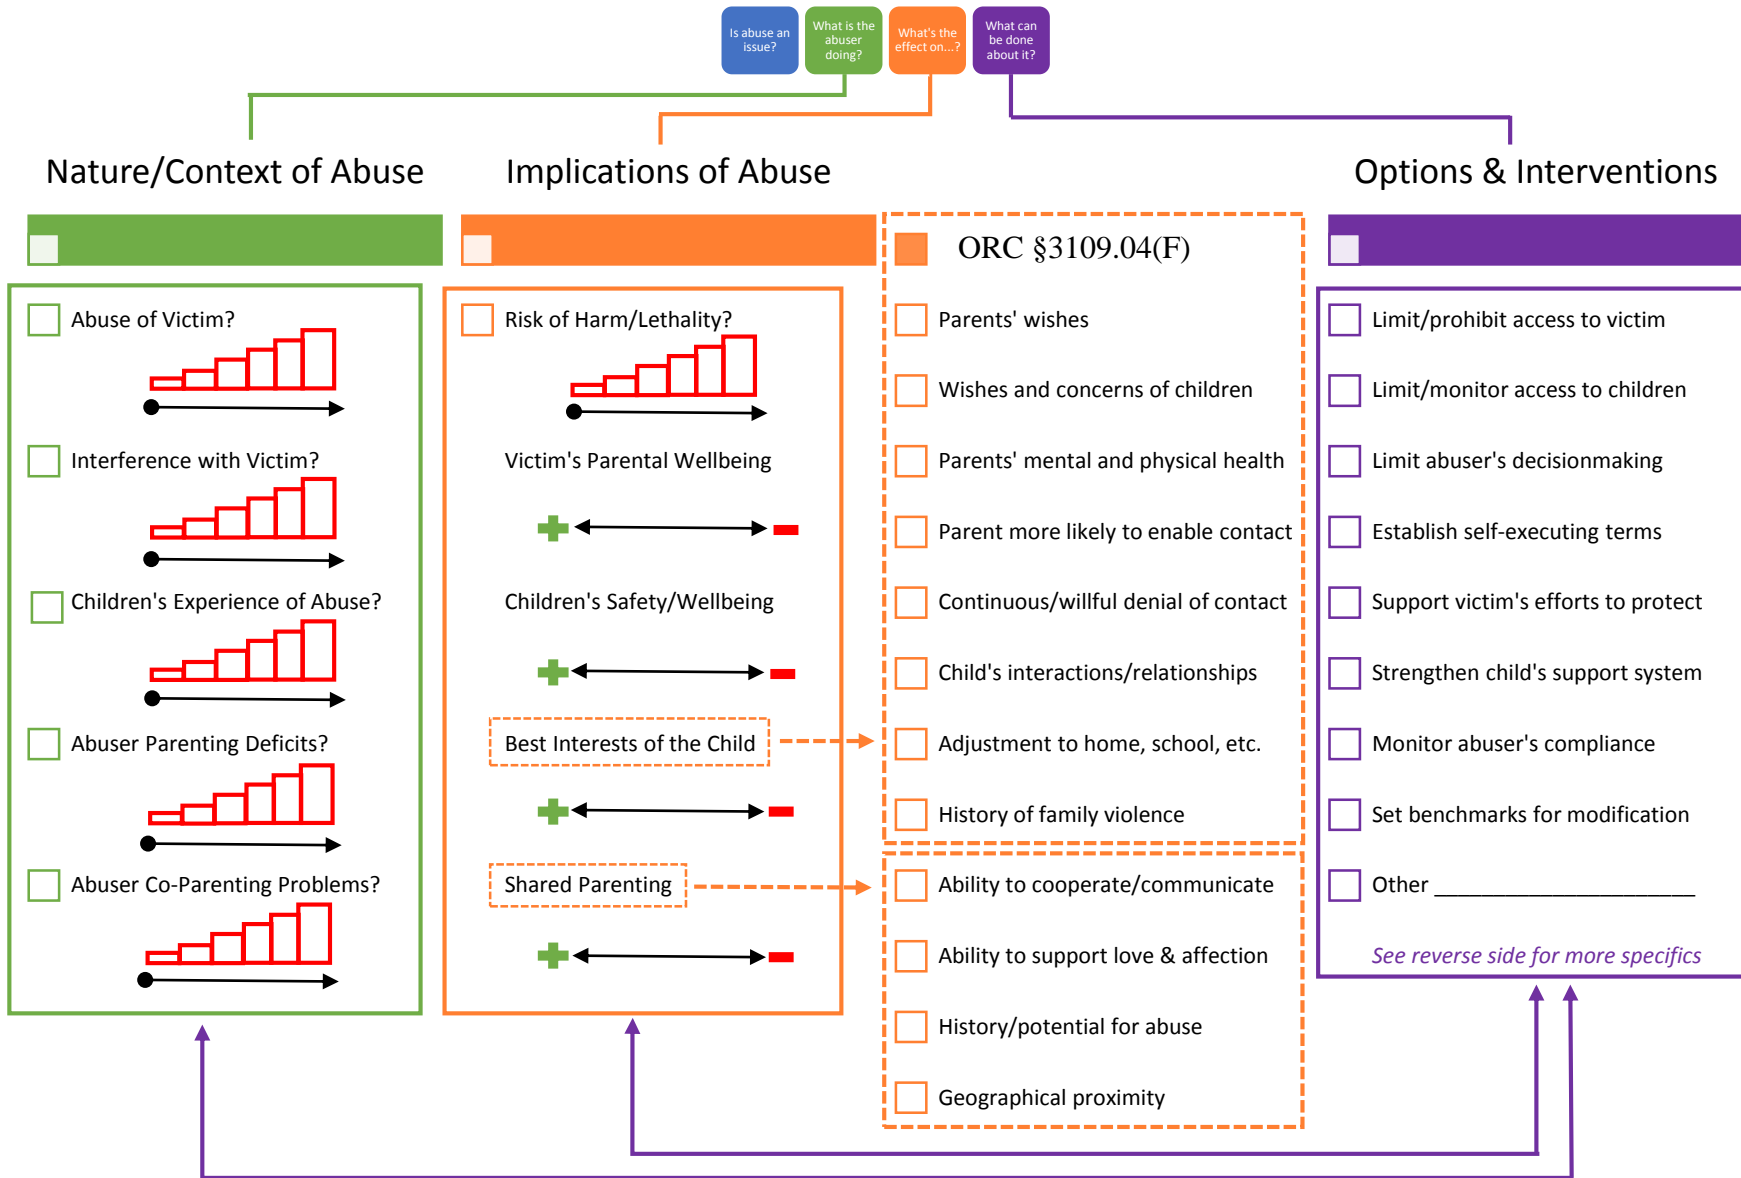 Is abuse an
issue?
What is the
abuser
doing?
What's the
effect on...?
What can
be done
about it?
Nature/Context of Abuse
Implications of Abuse
Options & Interventions
Abuse of Victim?
Interference with Victim?
Children's Experience of Abuse?
Abuser Parenting Deficits?
Abuser Co-Parenting Problems?
Risk of Harm/Lethality?
Victim's Parental Wellbeing
Children's Safety/Wellbeing
Best Interests of the Child
Shared Parenting
ORC §3109.04(F)
Parents' wishes
Wishes and concerns of children
Parents' mental and physical health
Parent more likely to enable contact
Continuous/willful denial of contact
Child's interactions/relationships
Adjustment to home, school, etc.
History of family violence
Ability to cooperate/communicate
Ability to support love & affection
History/potential for abuse
Geographical proximity
Limit/prohibit access to victim
Limit/monitor access to children
Limit abuser's decisionmaking
Establish self-executing terms
Support victim's efforts to protect
Strengthen child's support system
Monitor abuser's compliance
Set benchmarks for modification
Other ______________________
See reverse side for more specifics